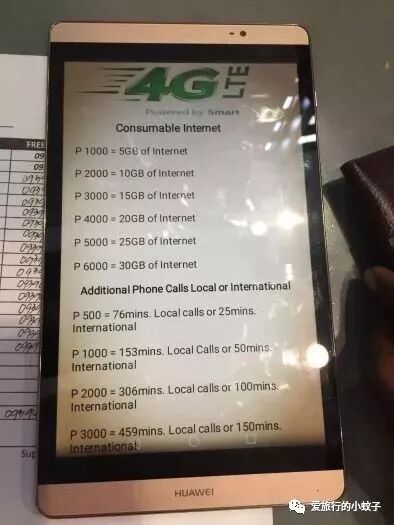 4G LTE
Powered by Smart
Consumable Internet
P 1000 = 5GB of Internet
P 2000 = 10GB of Internet
P 3000 = 15GB of Internet
P 4000 = 20GB of Internet
P 5000 = 25GB of Internet
P 6000 = 30GB of Internet
Additional Phone Calls Local or International
P 500 = 76mins. Local calls or 25mins.
International
P 1000 = 153mins. Local Calls or 50mins.
International
P 2000 = 306mins. Local calls or 100mins.
International
P 3000 = 459mins. Local calls or 150mins.
International
HUAWEI
FREE
Sup
爱旅行的小蚊子